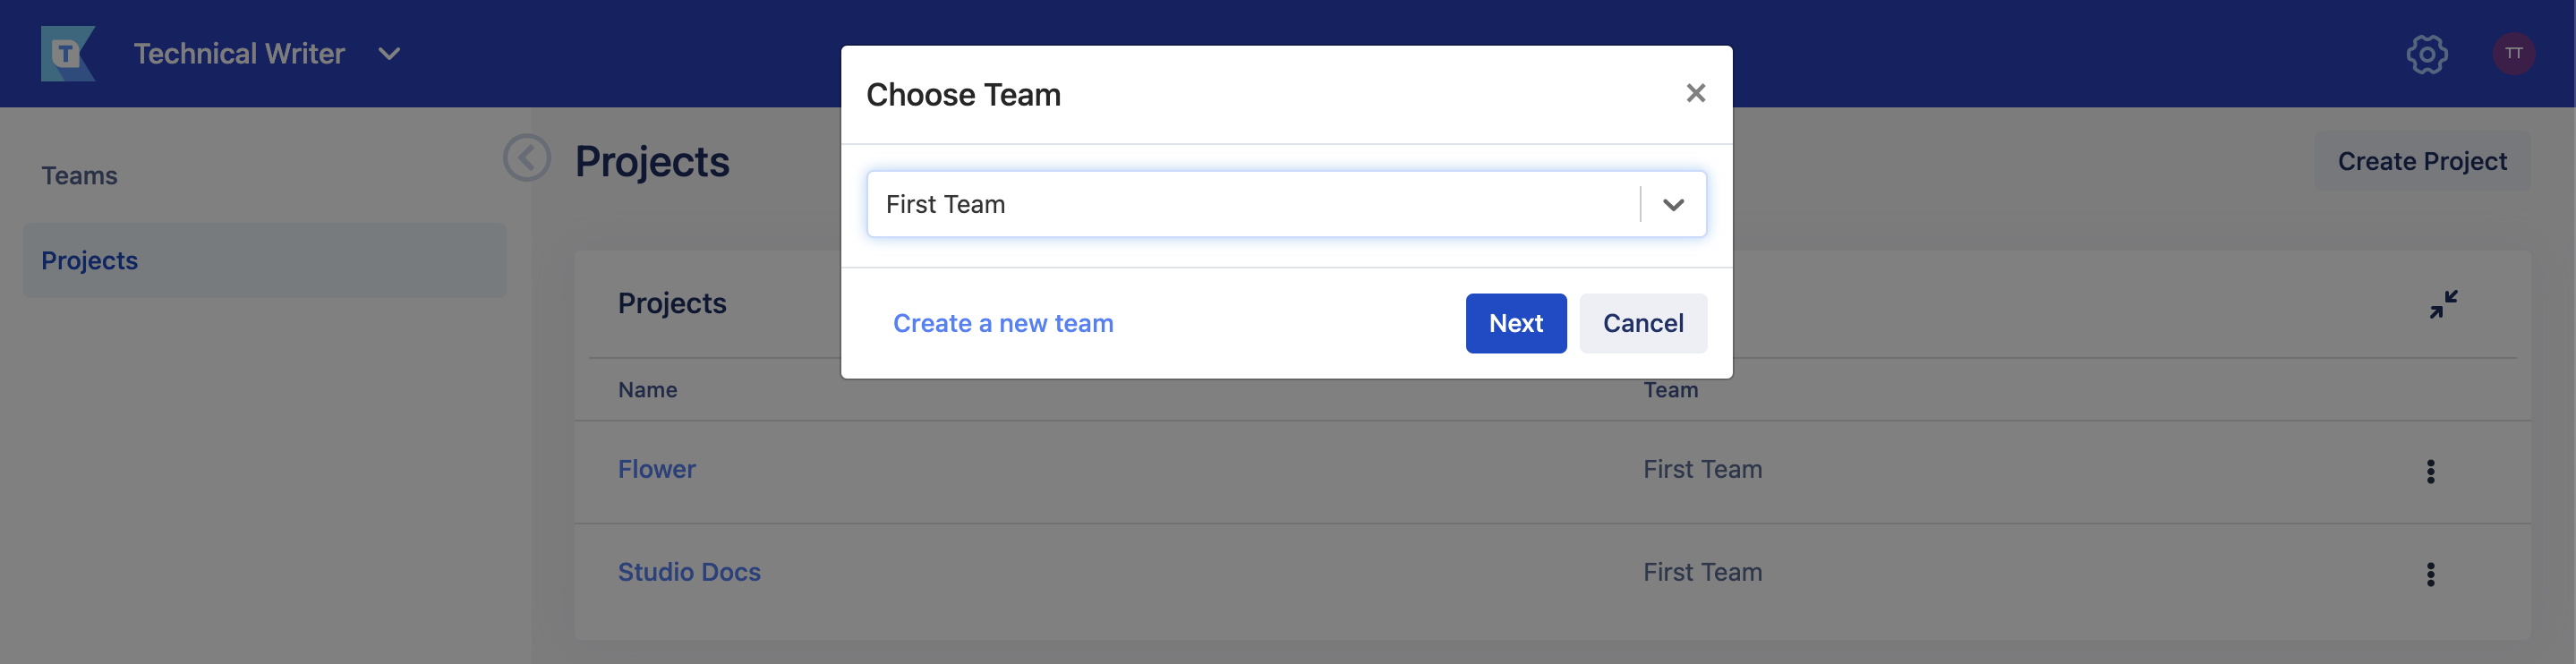 T
Technical Writer
TT
Choose Team
Teams
Projects
Create Project
First Team
Projects
Projects
Create a new team
Next
Cancel
Name
Team
Flower
First Team
Studio Docs
First Team